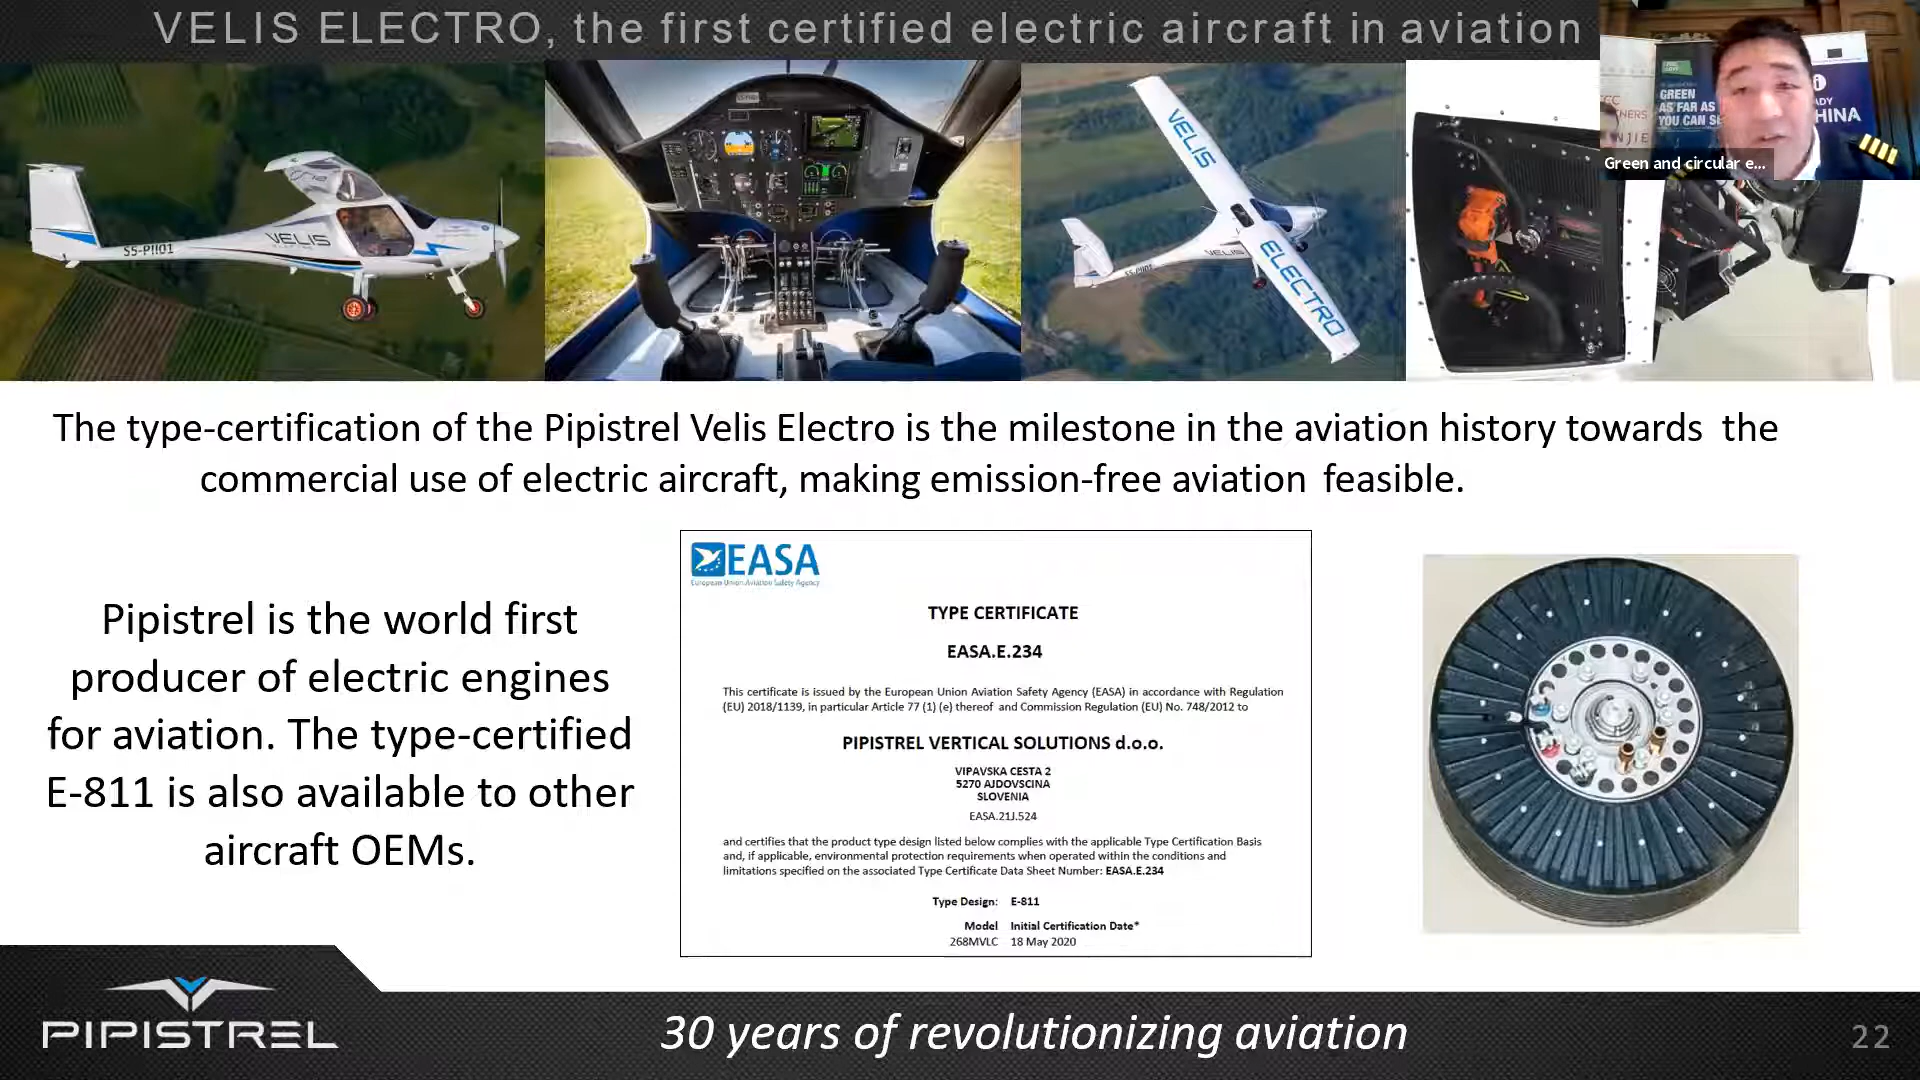 VELIS ELECTRO, the first certified electric aircraft in aviation
GREEN
AS FAR AS
YOU CAN
HINA
Green and circular e...
VELIS
S5-PII01
VELIS
ELECTRO
VELIS
The type-certification of the Pipistrel Velis Electro is the milestone in the aviation history towards the
commercial use of electric aircraft, making emission-free aviation feasible.
Pipistrel is the world first
producer of electric engines
for aviation. The type-certified
E-811 is also available to other
aircraft OEMs.
EASA
European Union Aviation Safety Agency
TYPE CERTIFICATE
EASA.E.234
This certificate is issued by the European Union Aviation Safety Agency (EASA) in accordance with Regulation
(EU) 2018/1139, in particular Article 77 (1) (e) thereof and Commission Regulation (EU) No. 748/2012 to
PIPISTREL VERTICAL SOLUTIONS d.o.o.
VIPAVSKA CESTA 2
5270 AJDOVSCINA
SLOVENIA
EASA.21J.524
and certifies that the product type design listed below complies with the applicable Type Certification Basis
and, if applicable, environmental protection requirements when operated within the conditions and
limitations specified on the associated Type Certificate Data Sheet Number: EASA.E.234
Type Design: E-811
Model Initial Certification Date*
268MVLC 18 May 2020
PIPISTREL
30 years of revolutionizing aviation
22